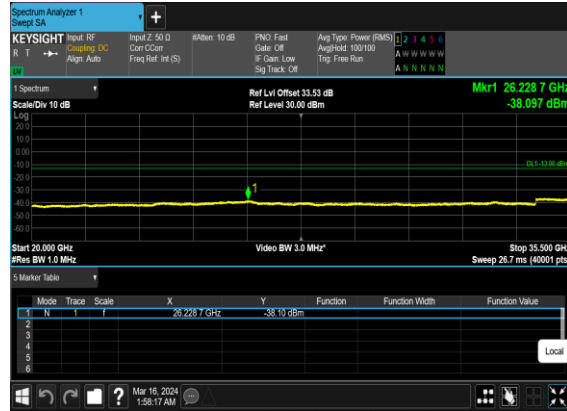 Spectrum Analyzer 1
Swept SA
+
KEYSIGHT Input: RF Input Z: 50 Ω #Atten: 10 dB PNO: Fast Avg Type: Power (RMS) 1 2 3 4 5 6
R T Coupling: DC Corr CCorr Gate: Off Avg|Hold: 100/100 A W W W W W
Align: Auto Freq Ref: Int (S) IF Gain: Low Trig: Free Run
Sig Track: Off A N N N N N
1 Spectrum Ref Lvl Offset 33.53 dB Mkr1 26.228 7 GHz
Scale/Div 10 dB Ref Level 30.00 dBm -38.097 dBm
Log
20.0
10.0
0.00
-10.0 DL1 -13.00 dBm
-20.0
-30.0 1
-40.0
-50.0
-60.0
Start 20.000 GHz Video BW 3.0 MHz* Stop 35.500 GHz
#Res BW 1.0 MHz Sweep 26.7 ms (40001 pts)
5 Marker Table
Mode Trace Scale X Y Function Function Width Function Value
1 N 1 f 26.228 7 GHz -38.10 dBm
2
3
4
5
6
Local
? Mar 16, 2024
1:58:17 AM